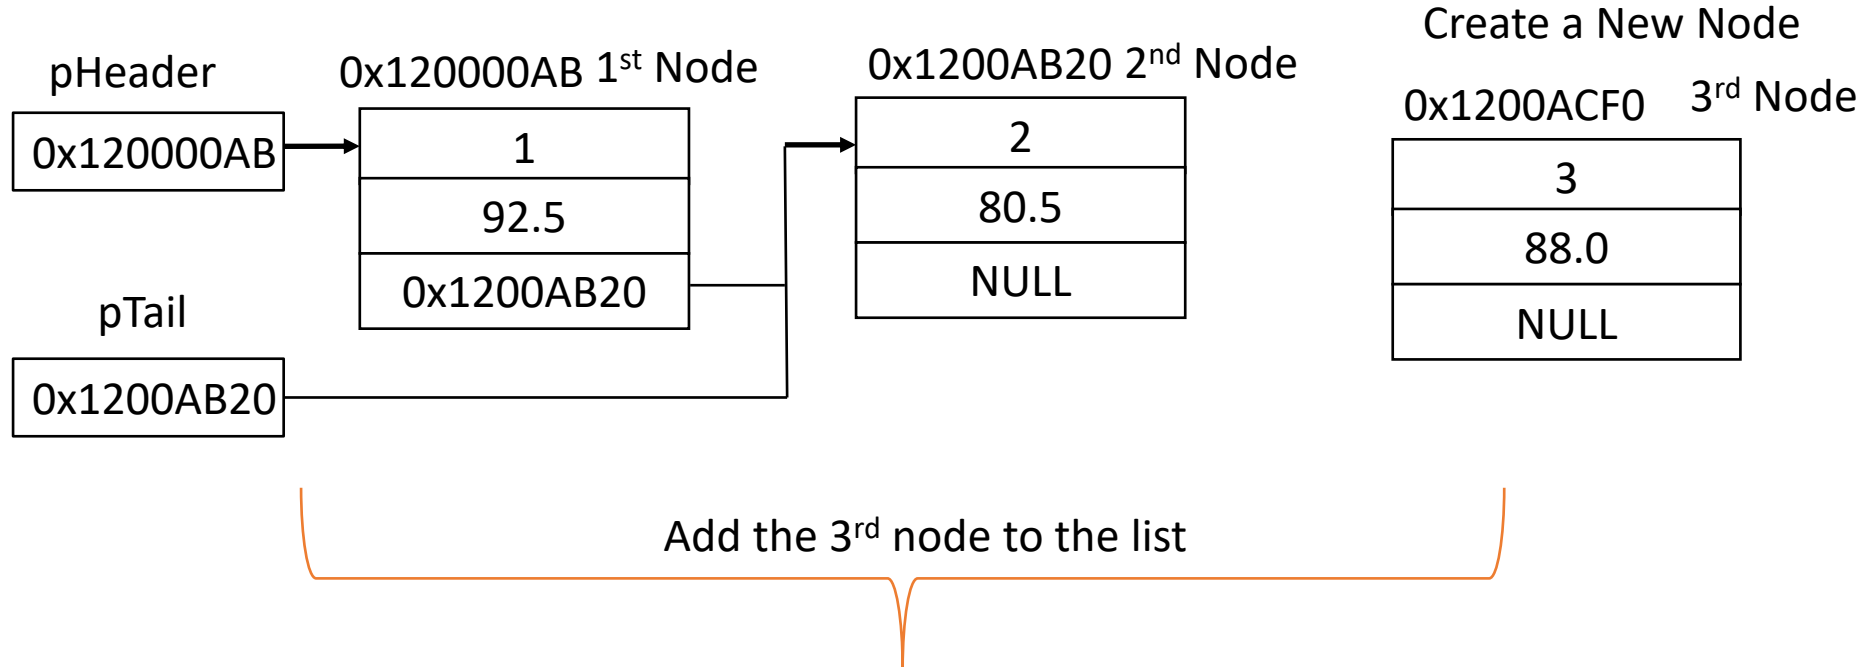 Create a New Node
pHeader
0x120000AB 1st Node
0x1200AB20 2nd Node
0x1200ACF0 3rd Node
0x120000AB
1
92.5
0x1200AB20
2
80.5
NULL
3
88.0
NULL
pTail
0x1200AB20
Add the 3rd node to the list